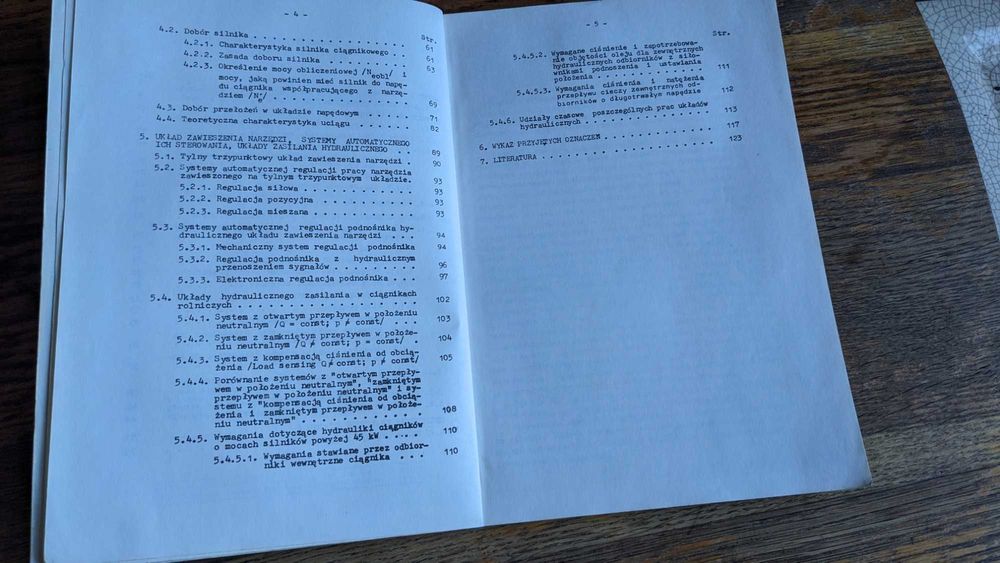 - 4 -
Str.
4.2. Dobór silnika . . . . . . . . . . . . . . . . 61
4.2.1. Charakterystyka silnika ciągnikowego . . 61
4.2.2. Zasada doboru silnika . . . . . . . . . 63
4.2.3. Określenie mocy obliczeniowej /Neobl/ i
mocy, jaką powinien mieć silnik do napę-
du ciągnika współpracującego z narzę-
dziem /Ne/ . . . . . . . . . . . . . . . 69
4.3. Dobór przełożeń w układzie napędowym . . . . . 71
4.4. Teoretyczna charakterystyka uciągu . . . . . . 82
5. UKŁAD ZAWIESZENIA NARZĘDZI, SYSTEMY AUTOMATYCZNEGO
ICH STEROWANIA, UKŁADY ZASILANIA HYDRAULICZNEGO . 89
5.1. Tylny trzypunktowy układ zawieszenia narzędzi . 90
5.2. Systemy automatycznej regulacji pracy narzędzia
zawieszonego na tylnym trzypunktowym układzie. 93
5.2.1. Regulacja siłowa . . . . . . . . . . . 93
5.2.2. Regulacja pozycyjna . . . . . . . . . . 93
5.2.3. Regulacja mieszana . . . . . . . . . . 93
5.3. Systemy automatycznej regulacji podnośnika hy-
draulicznego układu zawieszenia narzędzi . . . 94
5.3.1. Mechaniczny system regulacji podnośnika 94
5.3.2. Regulacja podnośnika z hydraulicznym
przenoszeniem sygnałów . . . . . . . . . 96
5.3.3. Elektroniczna regulacja podnośnika . . . 97
5.4. Układy hydraulicznego zasilania w ciągnikach
rolniczych . . . . . . . . . . . . . . . . . 102
5.4.1. System z otwartym przepływem w położeniu
neutralnym /Q = const; p ≠ const/ . . . 103
5.4.2. System z zamkniętym przepływem w położe-
niu neutralnym /Q ≠ const; p = const/ . 104
5.4.3. System z kompensacją ciśnienia od obcią-
żenia /Load sensing Q ≠ const; p ≠ const/ 105
5.4.4. Porównanie systemów z "otwartym przepły-
wem w położeniu neutralnym", "zamkniętym
przepływem w położeniu neutralnym" i sy-
stemu z "kompensacją ciśnienia od obcią-
żenia i zamkniętym przepływem w położe-
niu neutralnym" . . . . . . . . . . . . 108
5.4.5. Wymagania dotyczące hydrauliki ciągników
o mocach silników powyżej 45 kW . . . . 110
5.4.5.1. Wymagania stawiane przez odbior-
niki wewnętrzne ciągnika . . . 110
- 5 -
Str.
5.4.5.2. Wymagane ciśnienie i zapotrzebowa-
nie objętości oleju dla zewnętrznych
hydraulicznych odbiorników z siło-
wnikami podnoszenia i ustawiania
położenia . . . . . . . . . . . . 111
5.4.5.3. Wymagania ciśnienia i natężenia
przepływu cieczy zewnętrznych od-
biorników o długotrwałym napędzie 112
5.4.6. Udziały czasowe poszczególnych prac układów
hydraulicznych . . . . . . . . . . . . . . 113
6. WYKAZ PRZYJĘTYCH OZNACZEŃ . . . . . . . . . . . . 117
7. LITERATURA . . . . . . . . . . . . . . . . . . . 123